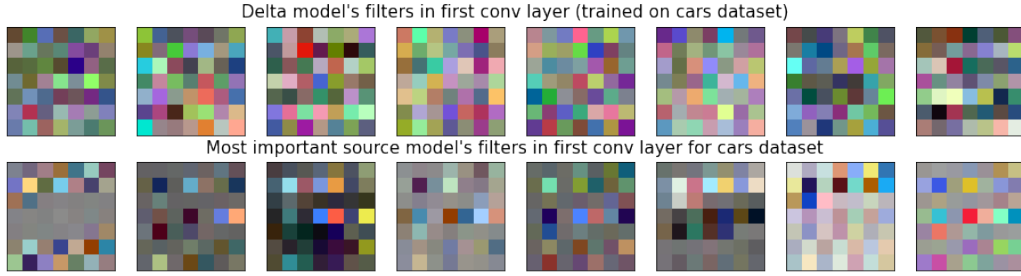 Delta model's filters in first conv layer (trained on cars dataset)
Most important source model's filters in first conv layer for cars dataset